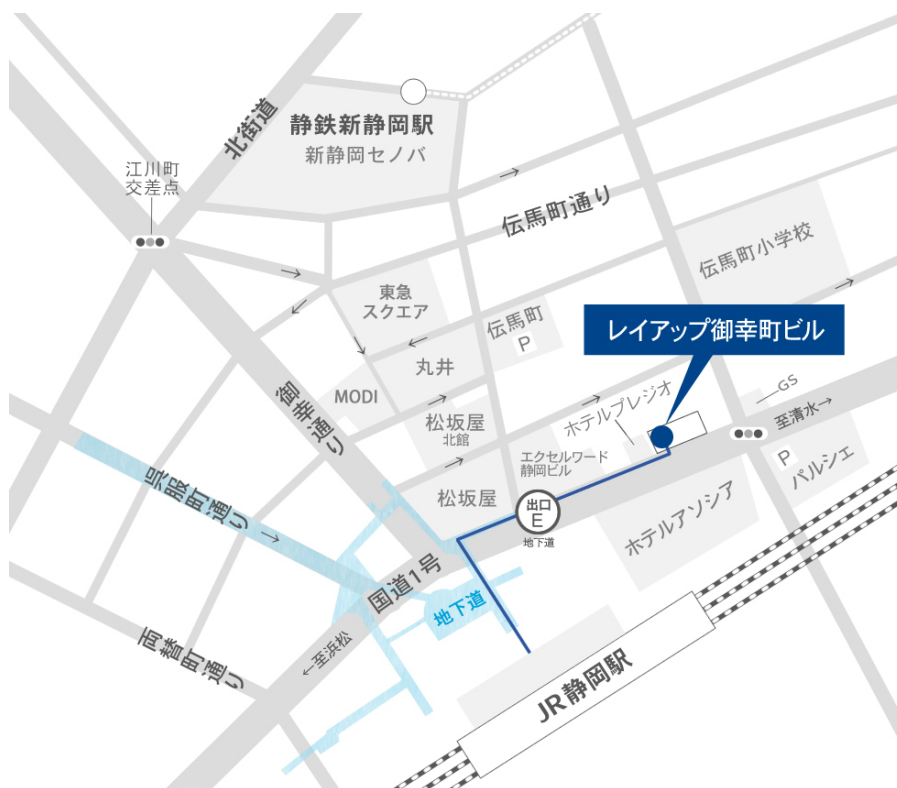 北街道
静鉄新静岡駅
新静岡セノバ
江川町
交差点
伝馬町通り
伝馬町小学校
東急
スクエア
伝馬町
P
レイアップ御幸町ビル
丸井
MODI
御幸通り
松坂屋
北館
ホテルプレジオ
GS
至清水→
エクセルワード
静岡ビル
松坂屋
出口
E
地下道
P
パルシェ
ホテルアソシア
呉服町通り
国道1号
地下道
←至浜松
両替町通り
JR静岡駅